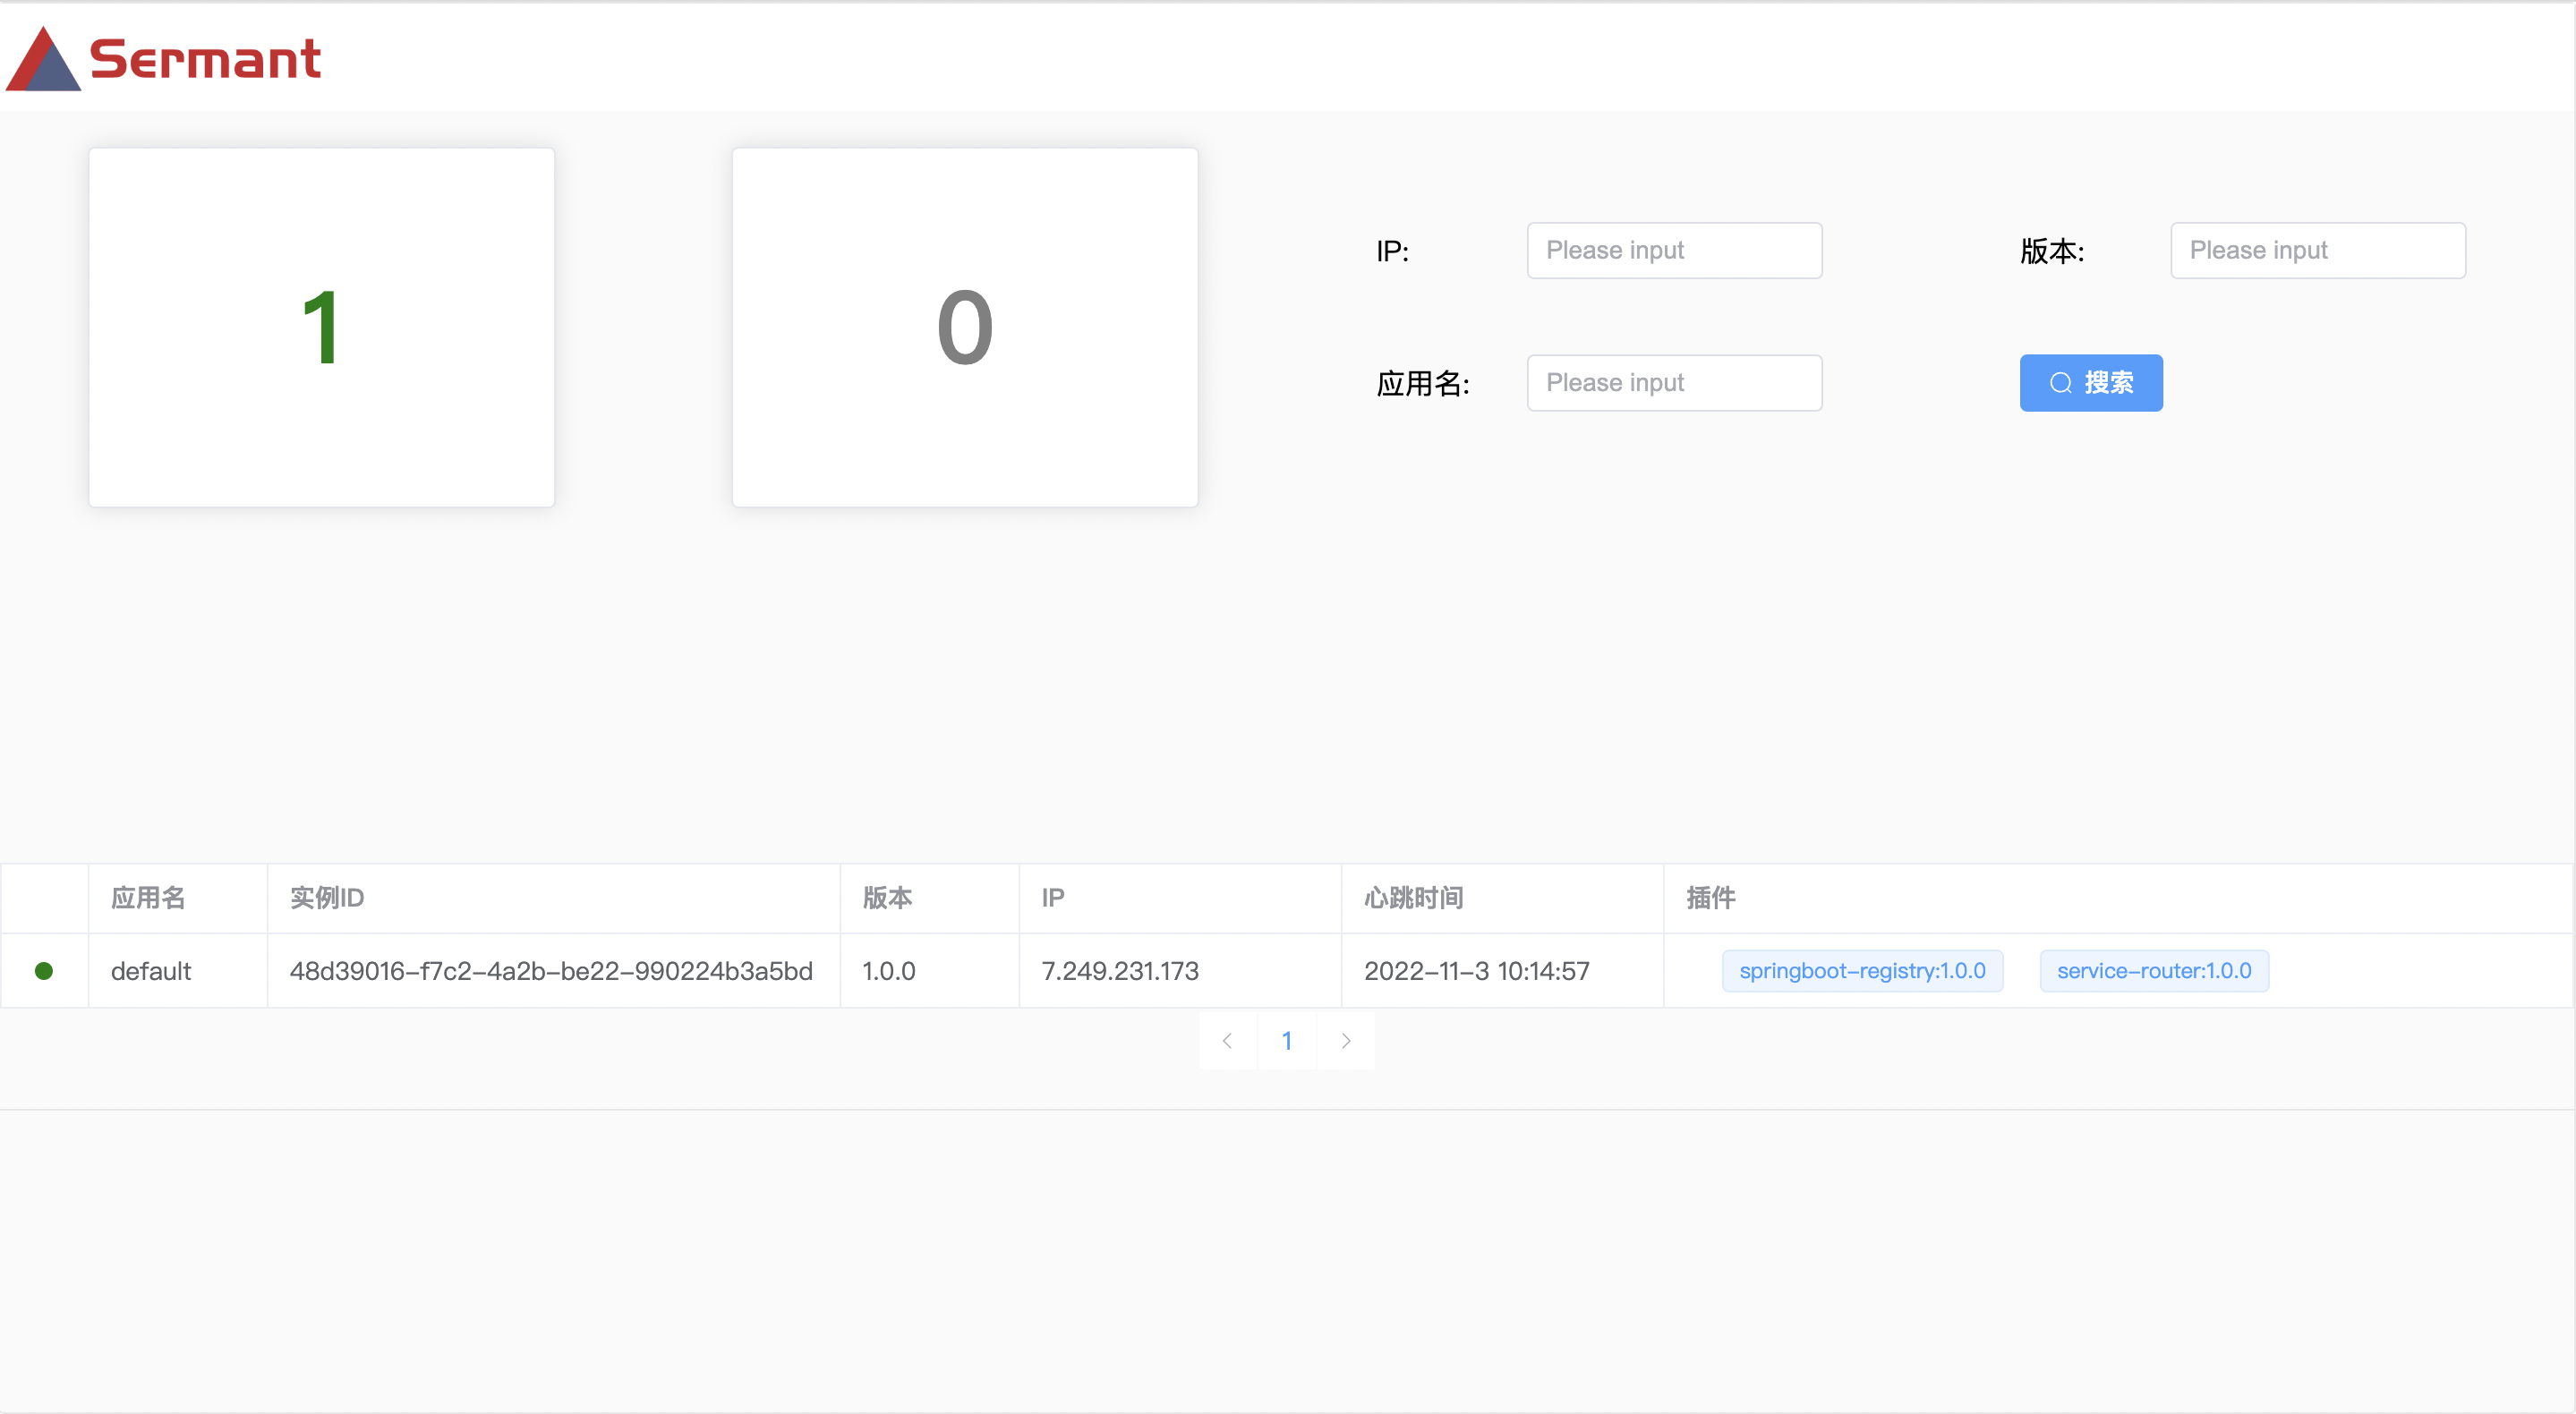 Sermant
1
0
IP: Please input 版本: Please input
应用名: Please input 搜索
应用名 实例ID 版本 IP 心跳时间 插件
default 48d39016-f7c2-4a2b-be22-990224b3a5bd 1.0.0 7.249.231.173 2022-11-3 10:14:57 springboot-registry:1.0.0 service-router:1.0.0
1